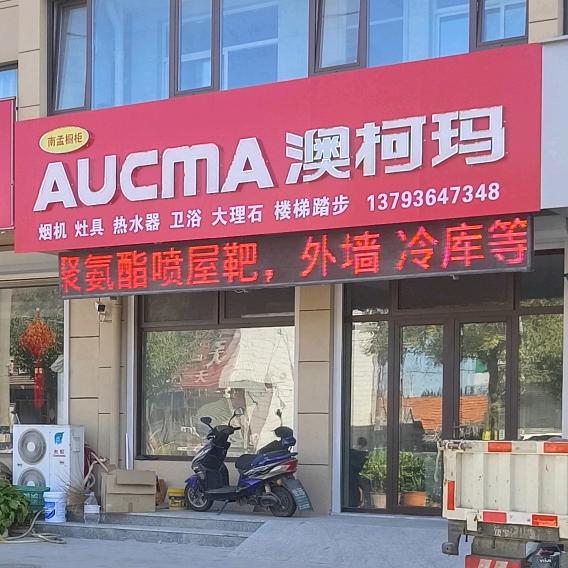 南孟橱柜
AUCMA 澳柯玛
烟机 灶具 热水器 卫浴 大理石 楼梯踏步 13793647348
聚氨酯喷屋靶，外墙 冷库等